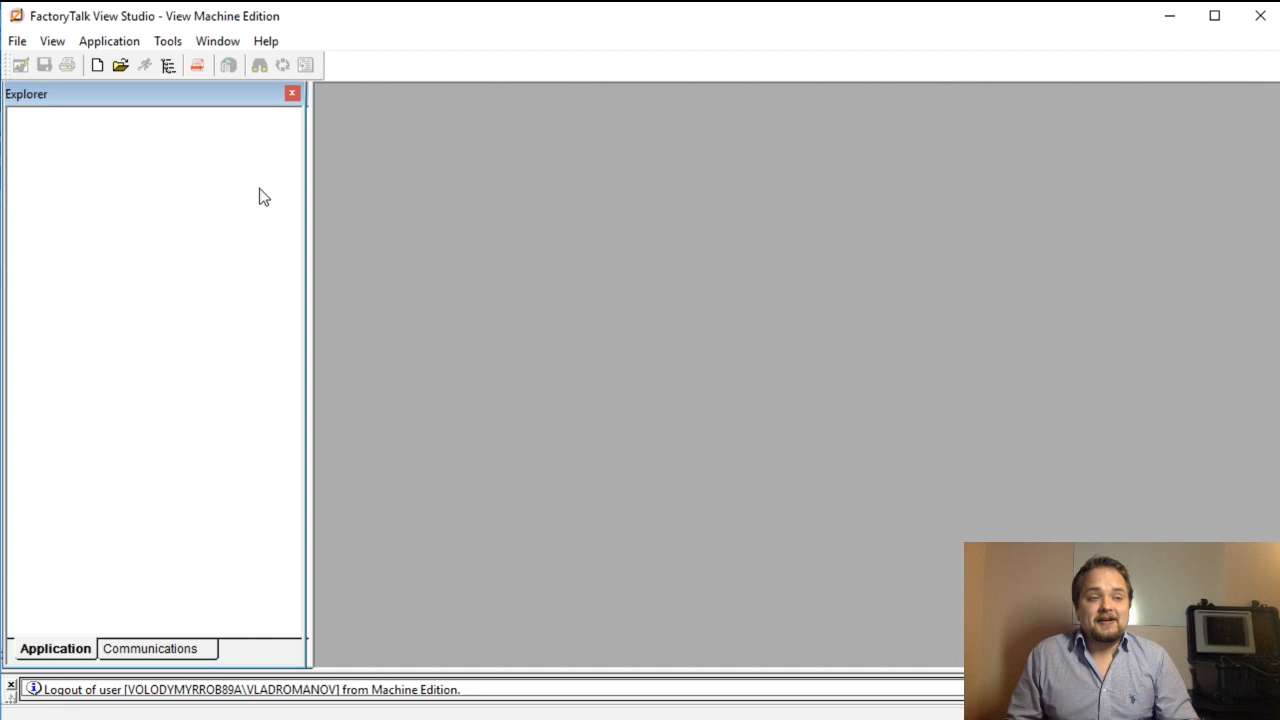 FactoryTalk View Studio - View Machine Edition
File View Application Tools Window Help
Explorer
Application Communications
Logout of user [VOLODYMYRROB89A\VLADROMANOV] from Machine Edition.